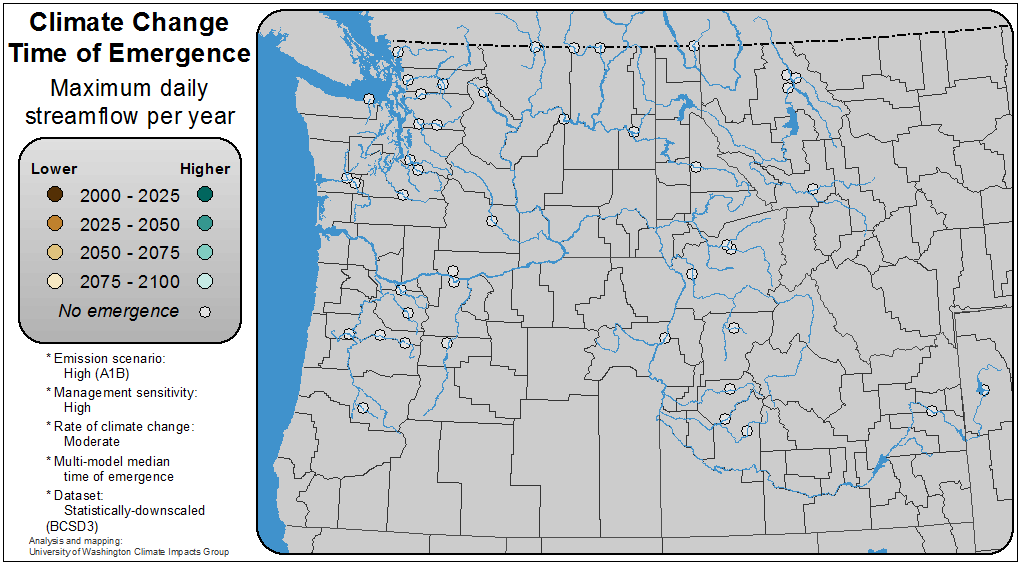 Climate Change
Time of Emergence
Maximum daily
streamflow per year
Lower Higher
2000 - 2025
2025 - 2050
2050 - 2075
2075 - 2100
No emergence
* Emission scenario:
High (A1B)
* Management sensitivity:
High
* Rate of climate change:
Moderate
* Multi-model median
time of emergence
* Dataset:
Statistically-downscaled
(BCSD3)
Analysis and mapping:
University of Washington Climate Impacts Group